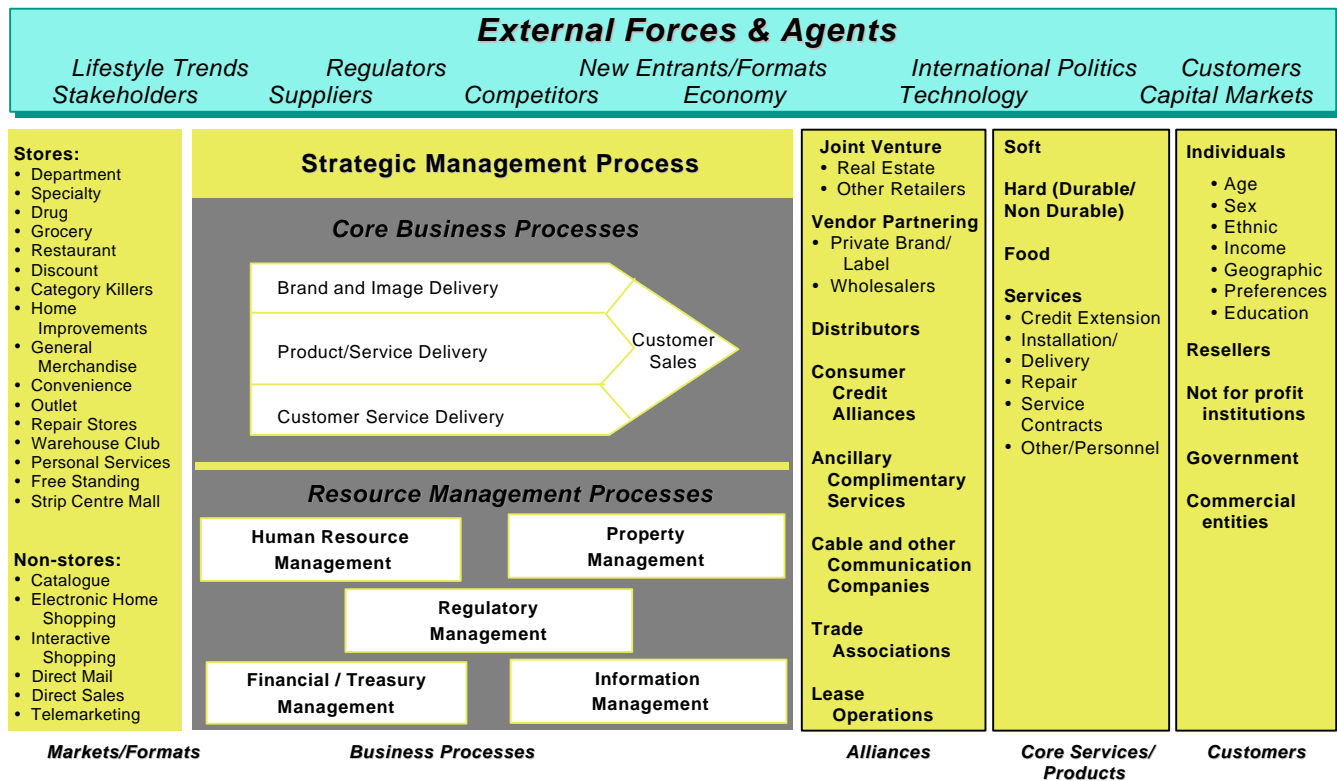 External Forces & Agents
Lifestyle Trends Regulators New Entrants/Formats International Politics Customers
Stakeholders Suppliers Competitors Economy Technology Capital Markets
Stores:
• Department
• Specialty
• Drug
• Grocery
• Restaurant
• Discount
• Category Killers
• Home
Improvements
• General
Merchandise
• Convenience
• Outlet
• Repair Stores
• Warehouse Club
• Personal Services
• Free Standing
• Strip Centre Mall
Non-stores:
• Catalogue
• Electronic Home
Shopping
• Interactive
Shopping
• Direct Mail
• Direct Sales
• Telemarketing
Markets/Formats
Strategic Management Process
Core Business Processes
Brand and Image Delivery
Product/Service Delivery
Customer Service Delivery
Customer
Sales
Resource Management Processes
Human Resource
Management
Property
Management
Regulatory
Management
Financial / Treasury
Management
Information
Management
Business Processes
Joint Venture
• Real Estate
• Other Retailers
Vendor Partnering
• Private Brand/
Label
• Wholesalers
Distributors
Consumer
Credit
Alliances
Ancillary
Complimentary
Services
Cable and other
Communication
Companies
Trade
Associations
Lease
Operations
Alliances
Soft
Hard (Durable/
Non Durable)
Food
Services
• Credit Extension
• Installation/
• Delivery
• Repair
• Service
Contracts
• Other/Personnel
Core Services/
Products
Individuals
• Age
• Sex
• Ethnic
• Income
• Geographic
• Preferences
• Education
Resellers
Not for profit
institutions
Government
Commercial
entities
Customers